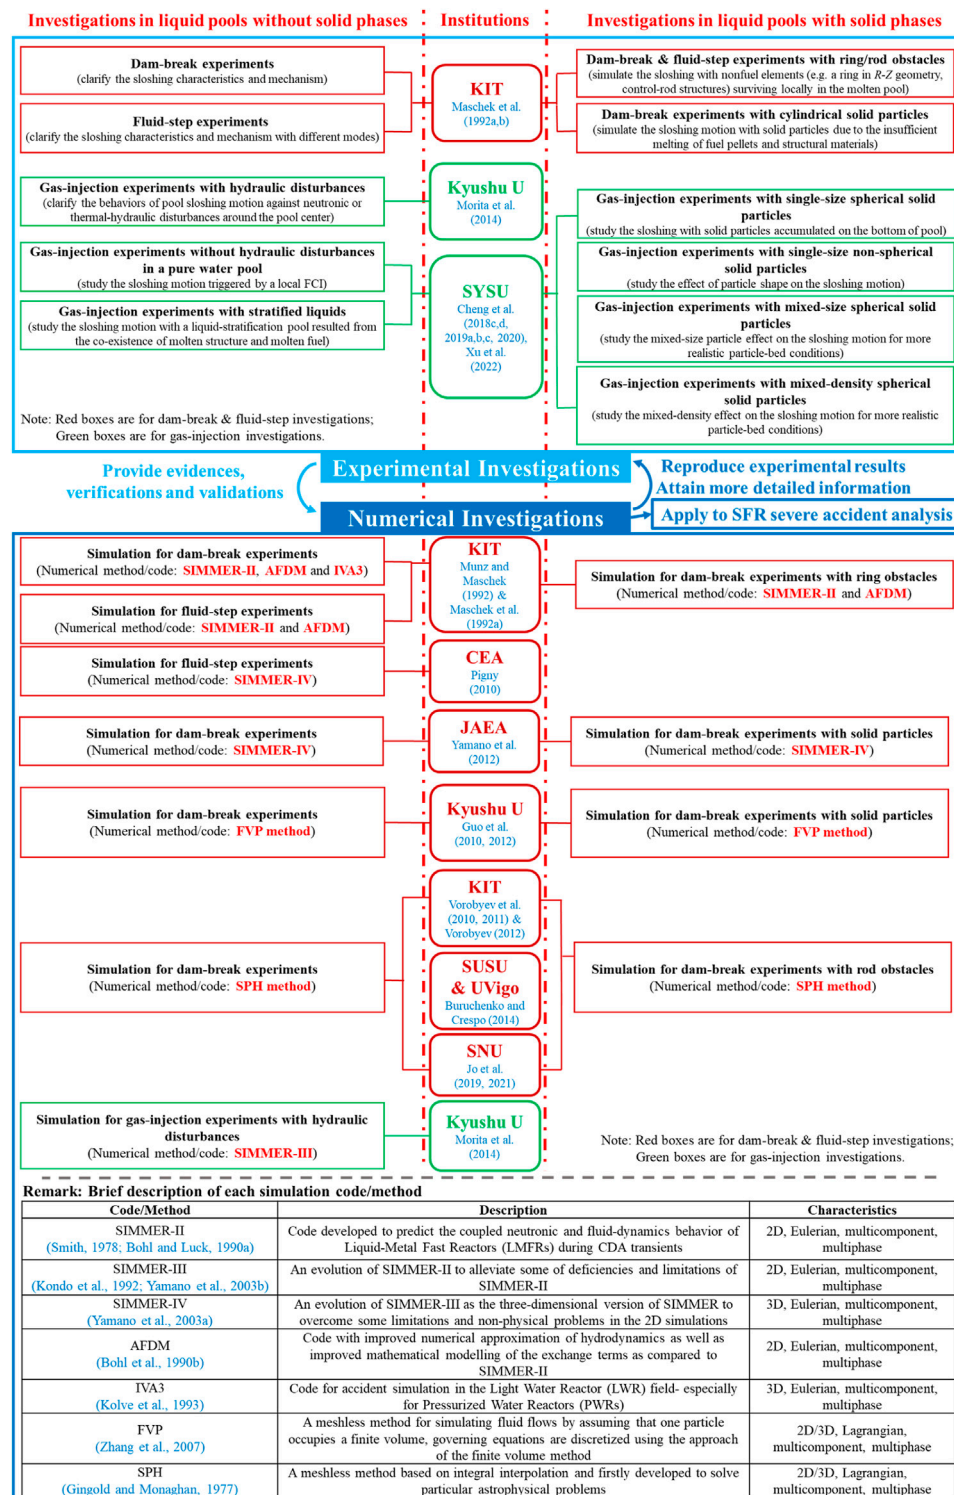 Investigations in liquid pools without solid phases
Institutions
Investigations in liquid pools with solid phases
Dam-break experiments
(clarify the sloshing characteristics and mechanism)
Fluid-step experiments
(clarify the sloshing characteristics and mechanism with different modes)
KIT
Maschek et al.
(1992a,b)
Dam-break & fluid-step experiments with ring/rod obstacles
(simulate the sloshing with nonfuel elements (e.g. a ring in R-Z geometry,
control-rod structures) surviving locally in the molten pool)
Dam-break experiments with cylindrical solid particles
(simulate the sloshing motion with solid particles due to the insufficient
melting of fuel pellets and structural materials)
Gas-injection experiments with hydraulic disturbances
(clarify the behaviors of pool sloshing motion against neutronic or
thermal-hydraulic disturbances around the pool center)
Kyushu U
Morita et al.
(2014)
Gas-injection experiments without hydraulic disturbances
in a pure water pool
(study the sloshing motion triggered by a local FCI)
Gas-injection experiments with stratified liquids
(study the sloshing motion with a liquid-stratification pool resulted from
the co-existence of molten structure and molten fuel)
SYSU
Cheng et al.
(2018c,d,
2019a,b,c, 2020),
Xu et al.
(2022)
Gas-injection experiments with single-size spherical solid
particles
(study the sloshing with solid particles accumulated on the bottom of pool)
Gas-injection experiments with single-size non-spherical
solid particles
(study the effect of particle shape on the sloshing motion)
Gas-injection experiments with mixed-size spherical solid
particles
(study the mixed-size particle effect on the sloshing motion for more
realistic particle-bed conditions)
Gas-injection experiments with mixed-density spherical
solid particles
(study the mixed-density effect on the sloshing motion for more realistic
particle-bed conditions)
Note: Red boxes are for dam-break & fluid-step investigations;
Green boxes are for gas-injection investigations.
Provide evidences,
verifications and validations
Experimental Investigations
Numerical Investigations
Reproduce experimental results
Attain more detailed information
Apply to SFR severe accident analysis
Simulation for dam-break experiments
(Numerical method/code: SIMMER-II, AFDM and IVA3)
Simulation for fluid-step experiments
(Numerical method/code: SIMMER-II and AFDM)
KIT
Munz and
Maschek
(1992) &
Maschek et al.
(1992a)
Simulation for dam-break experiments with ring obstacles
(Numerical method/code: SIMMER-II and AFDM)
Simulation for fluid-step experiments
(Numerical method/code: SIMMER-IV)
CEA
Pigny
(2010)
Simulation for dam-break experiments
(Numerical method/code: SIMMER-IV)
JAEA
Yamano et al.
(2012)
Simulation for dam-break experiments with solid particles
(Numerical method/code: SIMMER-IV)
Simulation for dam-break experiments
(Numerical method/code: FVP method)
Kyushu U
Guo et al.
(2010, 2012)
Simulation for dam-break experiments with solid particles
(Numerical method/code: FVP method)
Simulation for dam-break experiments
(Numerical method/code: SPH method)
KIT
Vorobyev et al.
(2010, 2011) &
Vorobyev (2012)
SUSU
& UVigo
Buruchenko and
Crespo (2014)
SNU
Jo et al.
(2019, 2021)
Simulation for dam-break experiments with rod obstacles
(Numerical method/code: SPH method)
Simulation for gas-injection experiments with hydraulic
disturbances
(Numerical method/code: SIMMER-III)
Kyushu U
Morita et al.
(2014)
Note: Red boxes are for dam-break & fluid-step investigations;
Green boxes are for gas-injection investigations.
Remark: Brief description of each simulation code/method
Code/Method Description Characteristics
SIMMER-II
(Smith, 1978; Bohl and Luck, 1990a)
Code developed to predict the coupled neutronic and fluid-dynamics behavior of
Liquid-Metal Fast Reactors (LMFRs) during CDA transients
2D, Eulerian, multicomponent,
multiphase
SIMMER-III
(Kondo et al., 1992; Yamano et al., 2003b)
An evolution of SIMMER-II to alleviate some of deficiencies and limitations of
SIMMER-II
2D, Eulerian, multicomponent,
multiphase
SIMMER-IV
(Yamano et al., 2003a)
An evolution of SIMMER-III as the three-dimensional version of SIMMER to
overcome some limitations and non-physical problems in the 2D simulations
3D, Eulerian, multicomponent,
multiphase
AFDM
(Bohl et al., 1990b)
Code with improved numerical approximation of hydrodynamics as well as
improved mathematical modelling of the exchange terms as compared to
SIMMER-II
2D, Eulerian, multicomponent,
multiphase
IVA3
(Kolve et al., 1993)
Code for accident simulation in the Light Water Reactor (LWR) field- especially
for Pressurized Water Reactors (PWRs)
3D, Eulerian, multicomponent,
multiphase
FVP
(Zhang et al., 2007)
A meshless method for simulating fluid flows by assuming that one particle
occupies a finite volume, governing equations are discretized using the approach
of the finite volume method
2D/3D, Lagrangian,
multicomponent, multiphase
SPH
(Gingold and Monaghan, 1977)
A meshless method based on integral interpolation and firstly developed to solve
particular astrophysical problems
2D/3D, Lagrangian,
multicomponent, multiphase